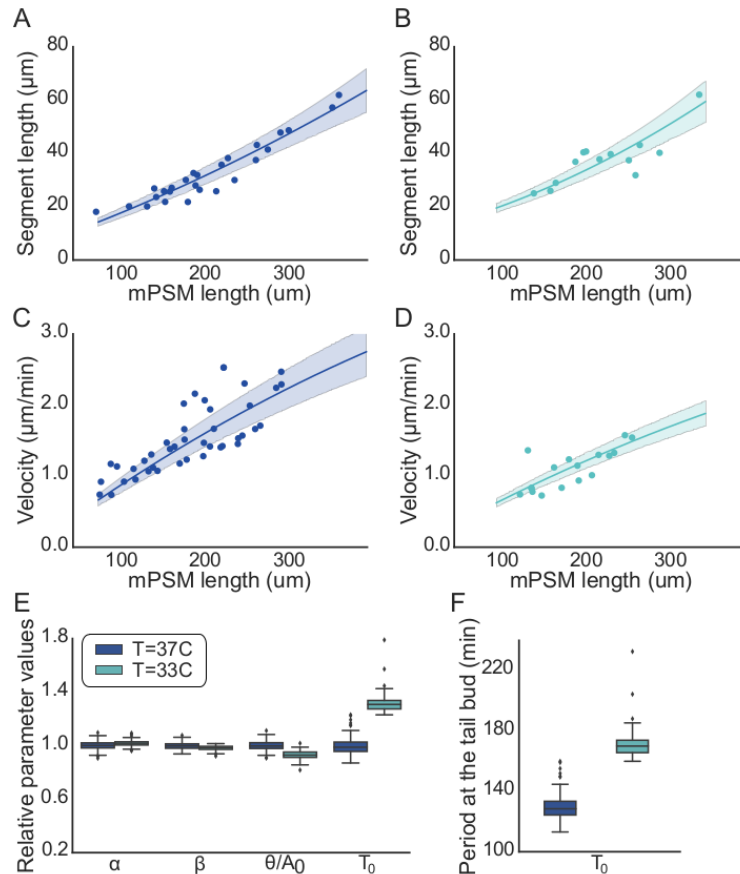 A
Segment length (μm)
80
60
40
20
0
100 200 300
mPSM length (um)
B
80
60
40
20
0
Segment length (μm)
100 200 300
mPSM length (um)
C
Velocity (μm/min)
3.0
2.0
1.0
0.0
100 200 300
mPSM length (um)
D
Velocity (μm/min)
3.0
2.0
1.0
0.0
100 200 300
mPSM length (um)
E
Relative parameter values
1.8
1.4
1.0
0.6
0.2
T=37C
T=33C
α β θ/A0 T0
F
Period at the tail bud (min)
220
180
140
100
T0